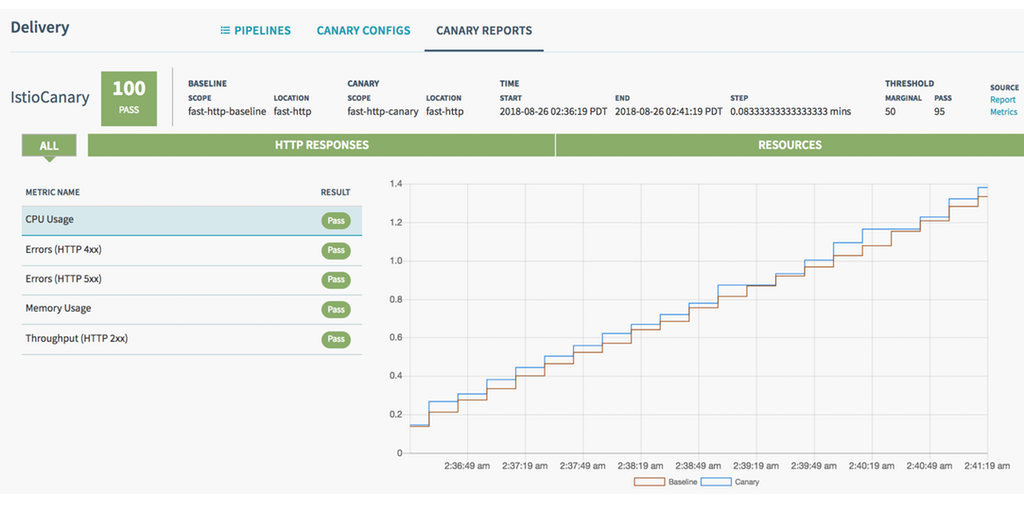 Delivery
PIPELINES CANARY CONFIGS CANARY REPORTS
IstioCanary
100
PASS
BASELINE CANARY TIME THRESHOLD SOURCE
SCOPE LOCATION SCOPE LOCATION START END STEP MARGINAL PASS Report
fast-http-baseline fast-http fast-http-canary fast-http 2018-08-26 02:36:19 PDT 2018-08-26 02:41:19 PDT 0.08333333333333333 mins 50 95 Metrics
ALL HTTP RESPONSES RESOURCES
METRIC NAME RESULT
CPU Usage Pass
Errors (HTTP 4xx) Pass
Errors (HTTP 5xx) Pass
Memory Usage Pass
Throughput (HTTP 2xx) Pass
1.4
1.2
1.0
0.8
0.6
0.4
0.2
0
2:36:49 am 2:37:19 am 2:37:49 am 2:38:19 am 2:38:49 am 2:39:19 am 2:39:49 am 2:40:19 am 2:40:49 am 2:41:19 am
Baseline Canary